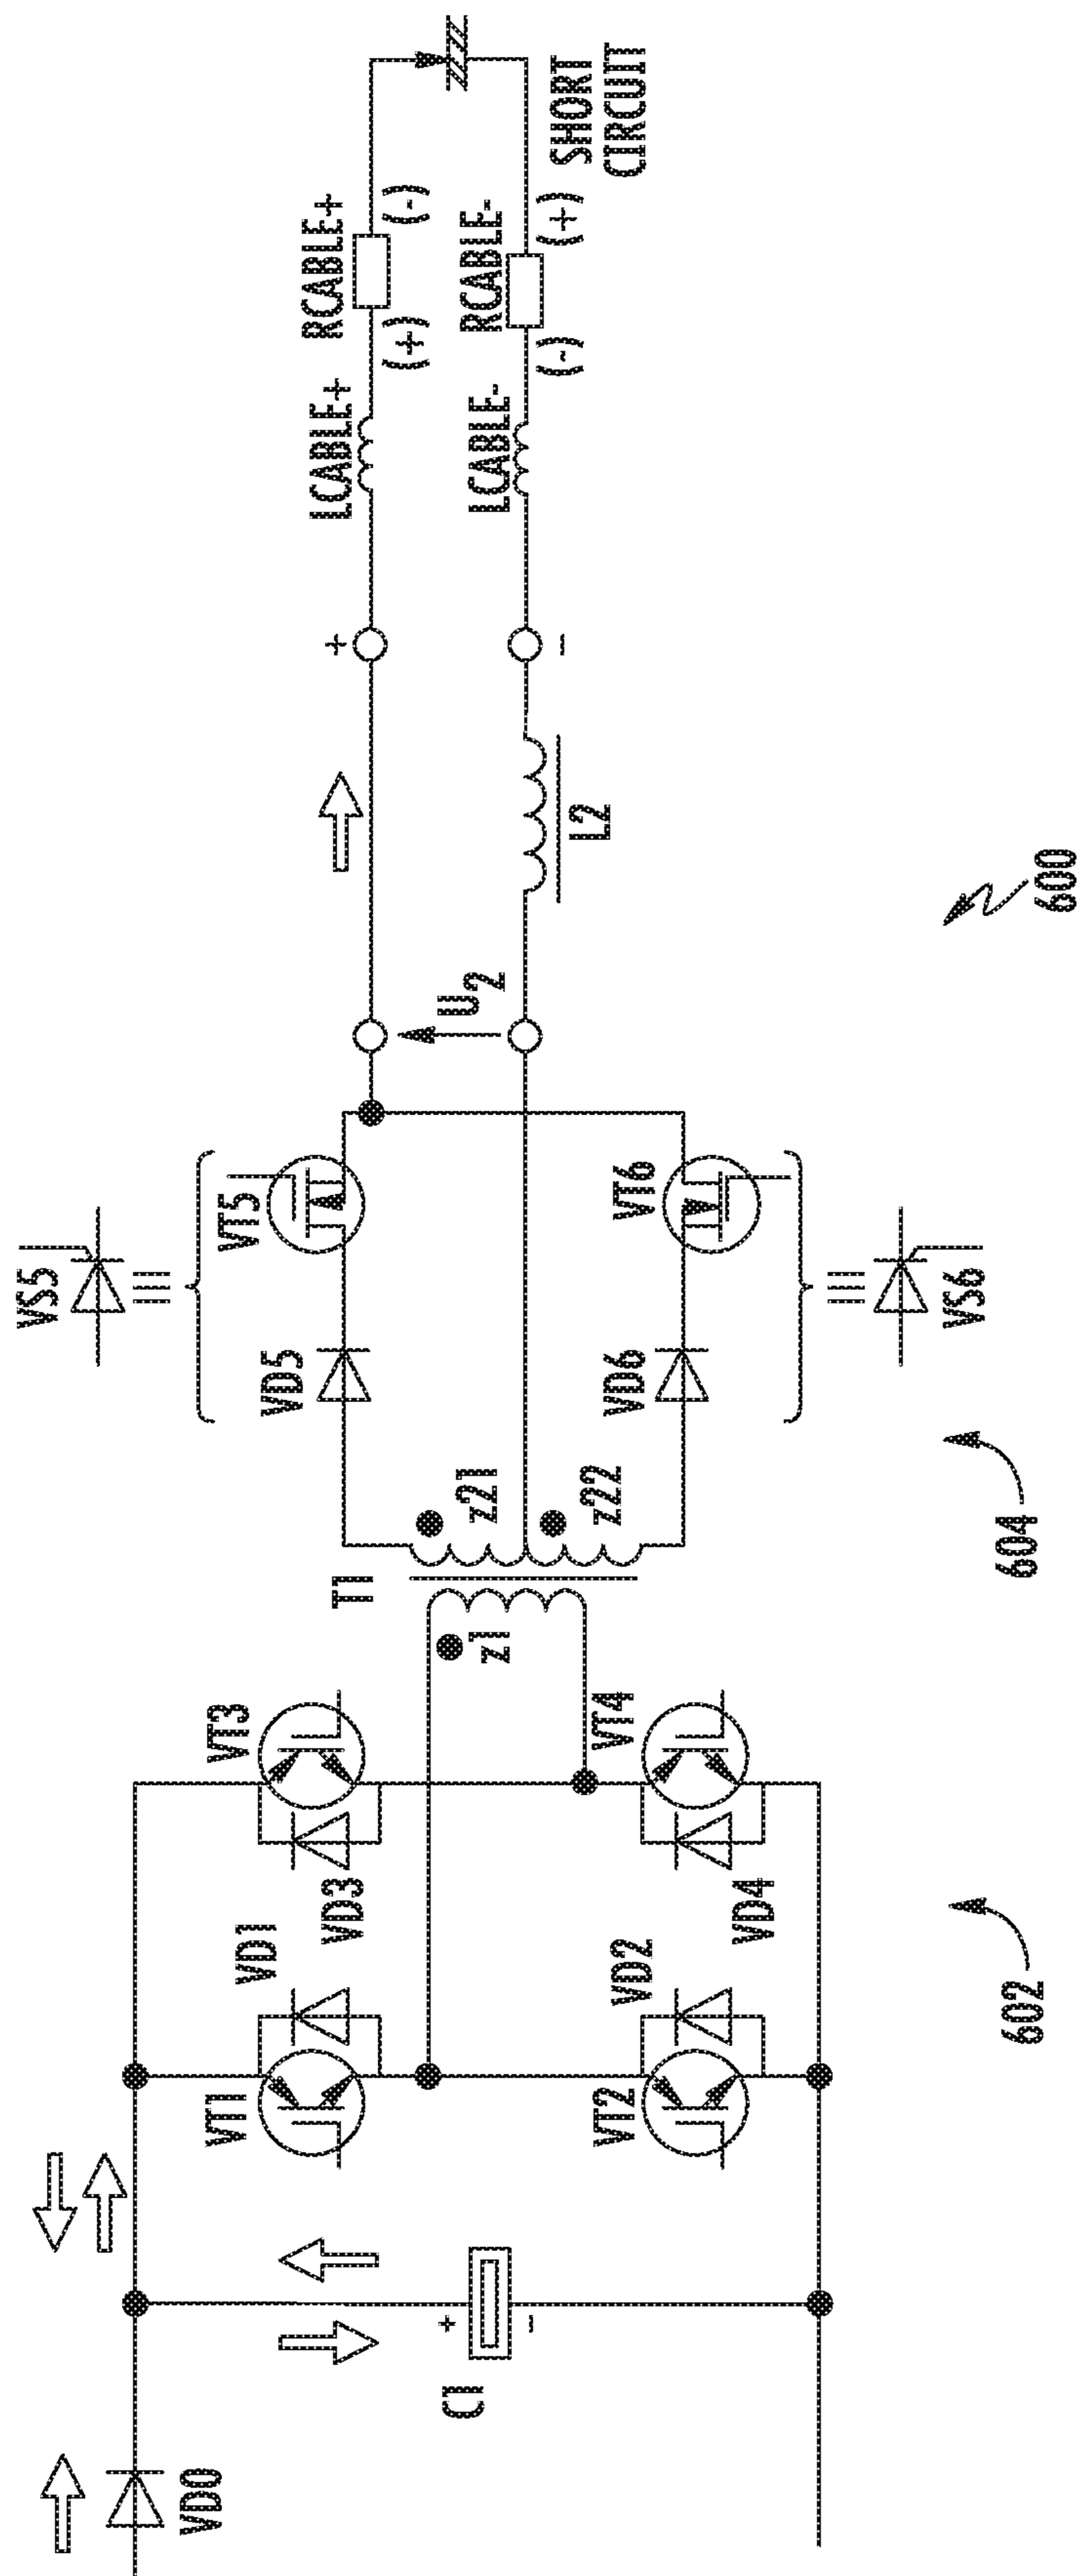 VD0
C1
+
-
VT1
VD1
VT2
VD2
VT3
VD3
VT4
VD4
602
T1
z1
z21
z22
VD5
VT5
VS5
VD6
VT6
VS6
604
U2
L2
600
+
-
LCABLE+
RCABLE+
(+)
(-)
LCABLE-
RCABLE-
(-)
(+)
SHORT
CIRCUIT